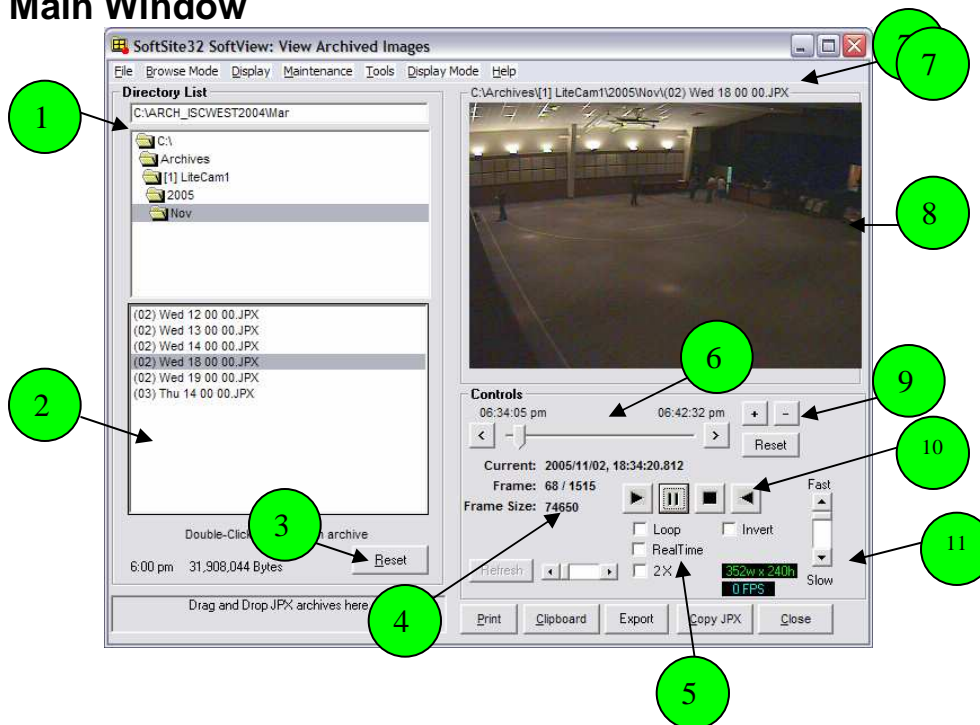 Main Window
SoftSite32 SoftView: View Archived Images
File Browse Mode Display Maintenance Tools Display Mode Help
Directory List
C:\ARCH_ISCWEST2004\Mar
C:\
Archives
[1] LiteCam1
2005
Nov
(02) Wed 12 00 00.JPX
(02) Wed 13 00 00.JPX
(02) Wed 14 00 00.JPX
(02) Wed 18 00 00.JPX
(02) Wed 19 00 00.JPX
(03) Thu 14 00 00.JPX
Double-Click archive
6:00 pm 31,908,044 Bytes
Reset
Drag and Drop JPX archives here
C:\Archives\[1] LiteCam1\2005\Nov\(02) Wed 18 00 00.JPX
Controls
06:34:05 pm 06:42:32 pm + -
< > Reset
Current: 2005/11/02, 18:34:20.812
Frame: 68 / 1515
Frame Size: 74650
Fast
Loop Invert
RealTime
Refresh 2X 352w x 240h
Slow
0 FPS
Print Clipboard Export Copy JPX Close
1
2
3
4
5
6
7
7
8
9
10
11